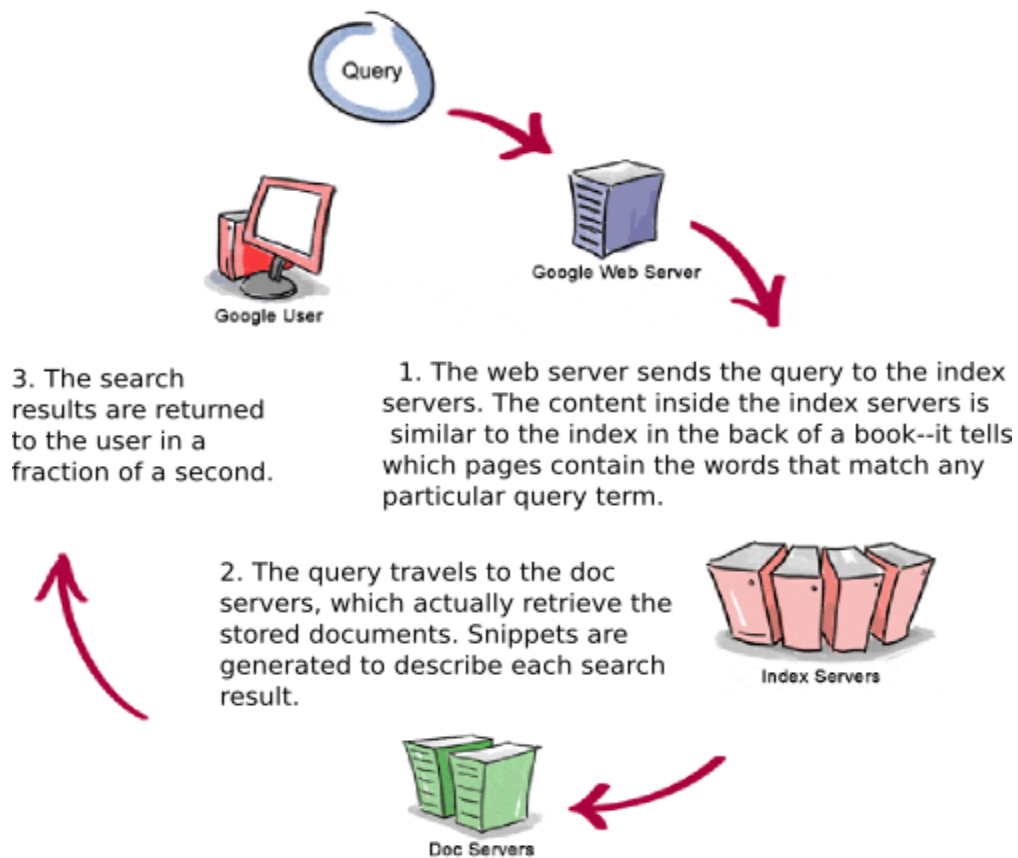 Query
Google Web Server
Google User
1. The web server sends the query to the index
servers. The content inside the index servers is
similar to the index in the back of a book--it tells
which pages contain the words that match any
particular query term.
Index Servers
2. The query travels to the doc
servers, which actually retrieve the
stored documents. Snippets are
generated to describe each search
result.
Doc Servers
3. The search
results are returned
to the user in a
fraction of a second.